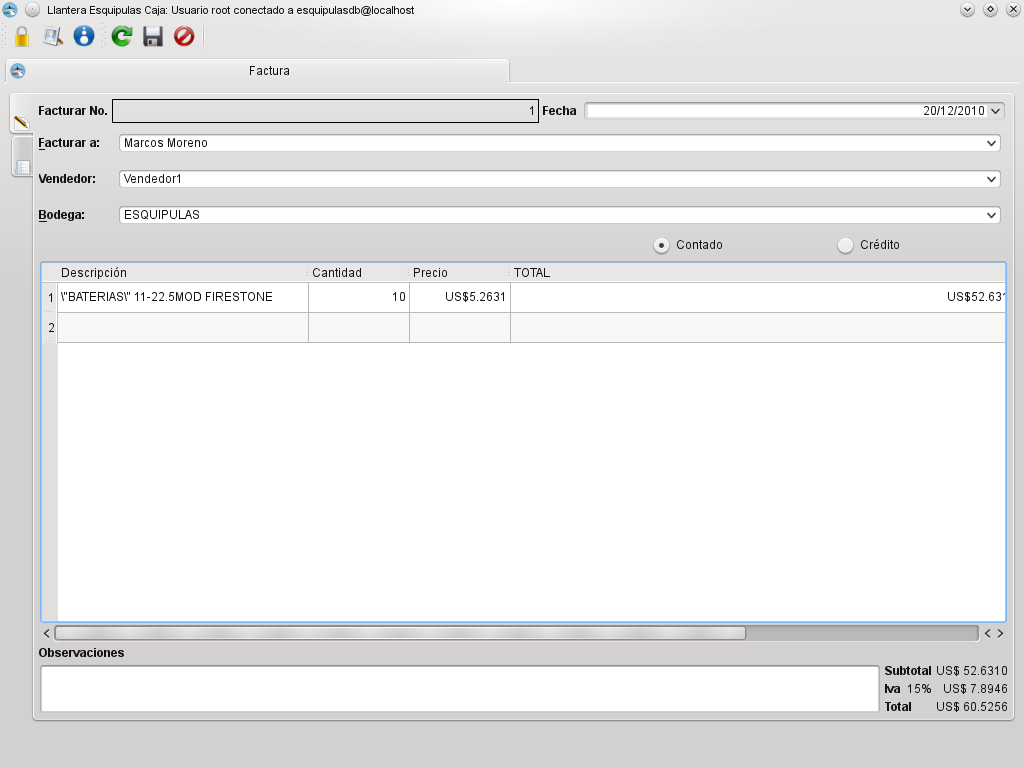 Llantera Esquipulas Caja: Usuario root conectado a esquipulasdb@localhost
Factura
Facturar No. 1 Fecha 20/12/2010
Facturar a: Marcos Moreno
Vendedor: Vendedor1
Bodega: ESQUIPULAS
Contado Crédito
Descripción Cantidad Precio TOTAL
1 \"BATERIAS\" 11-22.5MOD FIRESTONE 10 US$5.2631 US$52.631
2
Observaciones
Subtotal US$ 52.6310
Iva 15% US$ 7.8946
Total US$ 60.5256